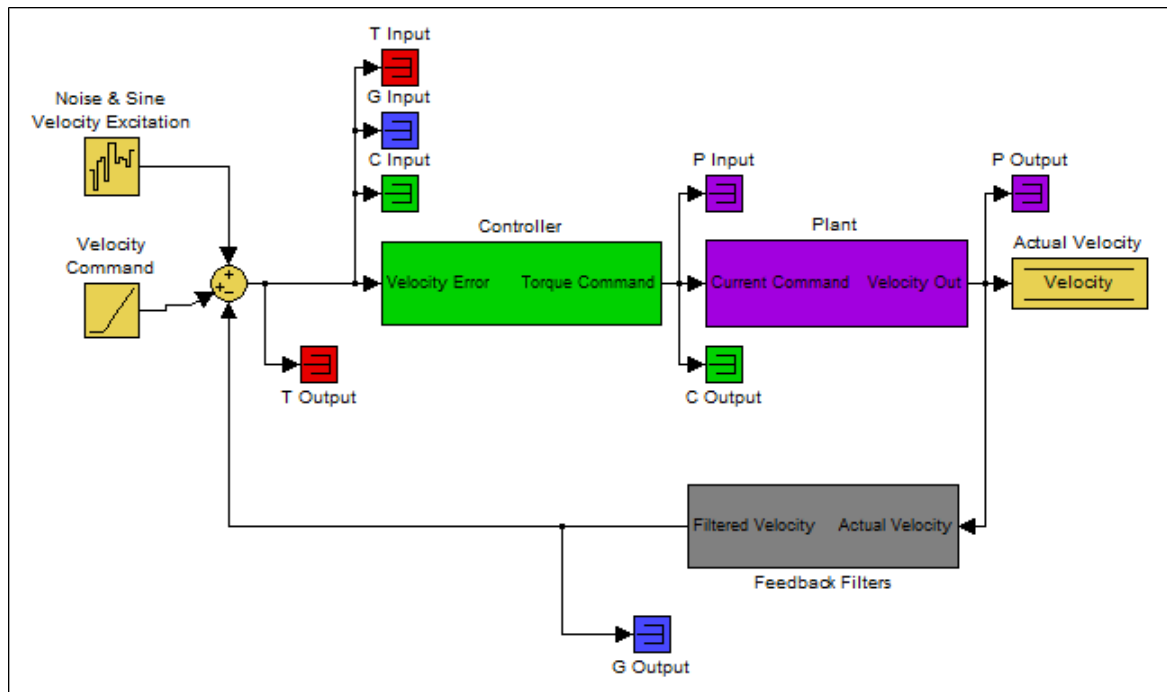 T Input
Noise & Sine
Velocity Excitation
G Input
C Input
P Input
P Output
Velocity
Command
Controller
Plant
Actual Velocity
+
+
−
Velocity Error
Torque Command
Current Command
Velocity Out
Velocity
T Output
C Output
Filtered Velocity
Actual Velocity
Feedback Filters
G Output